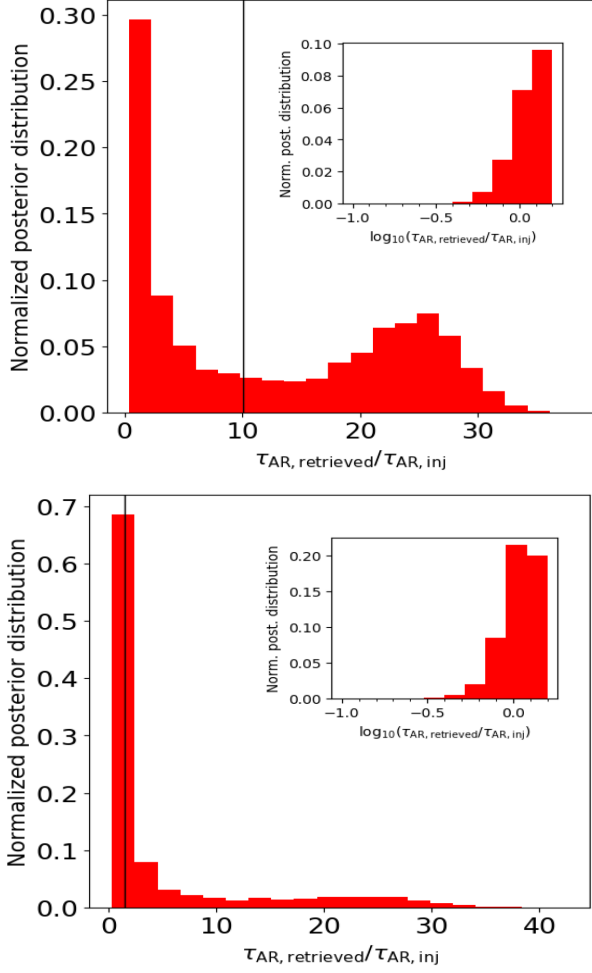 Normalized posterior distribution
0.30
0.25
0.20
0.15
0.10
0.05
0.00
0 10 20 30
τAR, retrieved/τAR, inj
Norm. post. distribution
0.10
0.08
0.06
0.04
0.02
0.00
−1.0 −0.5 0.0
log10(τAR, retrieved/τAR, inj)
Normalized posterior distribution
0.7
0.6
0.5
0.4
0.3
0.2
0.1
0.0
0 10 20 30 40
τAR, retrieved/τAR, inj
Norm. post. distribution
0.20
0.15
0.10
0.05
0.00
−1.0 −0.5 0.0
log10(τAR, retrieved/τAR, inj)